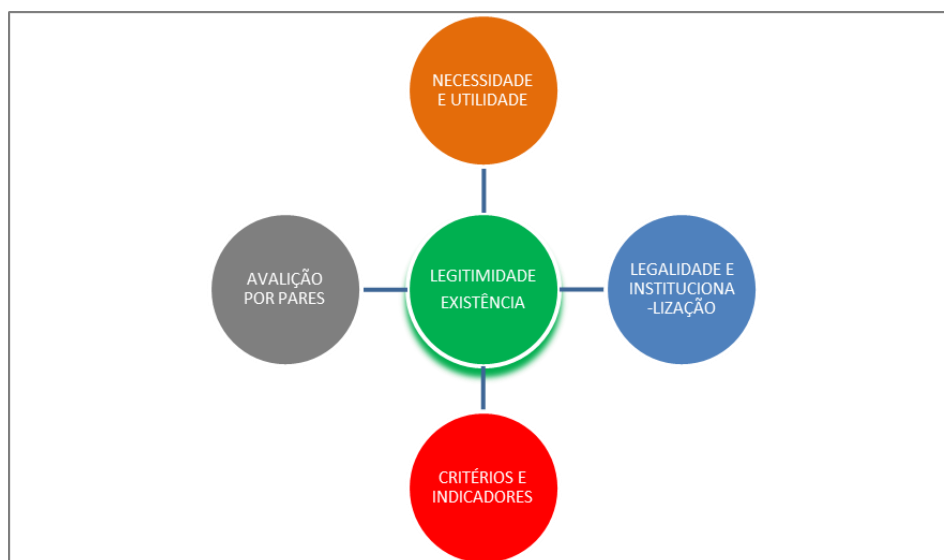 NECESSIDADE
E UTILIDADE
AVALIÇÃO
POR PARES
LEGITIMIDADE
EXISTÊNCIA
LEGALIDADE E
INSTITUCIONA
-LIZAÇÃO
CRITÉRIOS E
INDICADORES